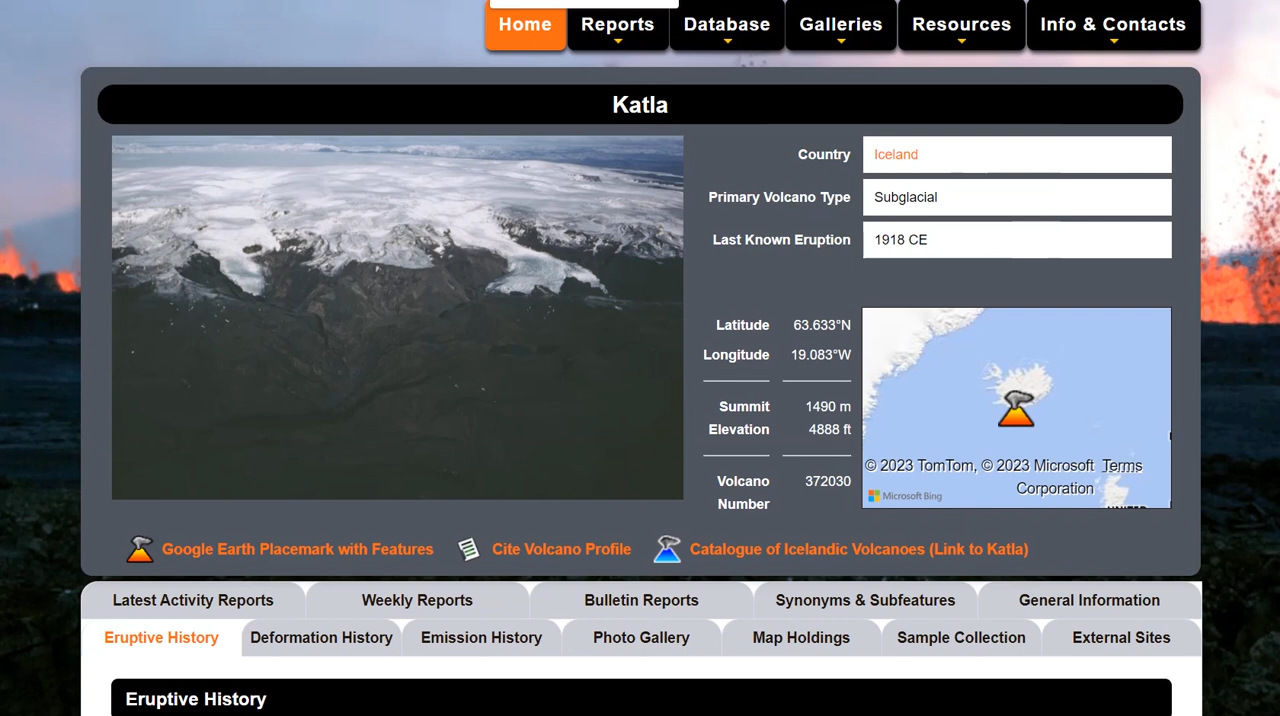 Home Reports Database Galleries Resources Info & Contacts
Katla
Country Iceland
Primary Volcano Type Subglacial
Last Known Eruption 1918 CE
Latitude 63.633°N
Longitude 19.083°W
Summit 1490 m
Elevation 4888 ft
Volcano 372030
Number
© 2023 TomTom, © 2023 Microsoft Terms
Corporation
Microsoft Bing
Google Earth Placemark with Features Cite Volcano Profile Catalogue of Icelandic Volcanoes (Link to Katla)
Latest Activity Reports Weekly Reports Bulletin Reports Synonyms & Subfeatures General Information
Eruptive History Deformation History Emission History Photo Gallery Map Holdings Sample Collection External Sites
Eruptive History